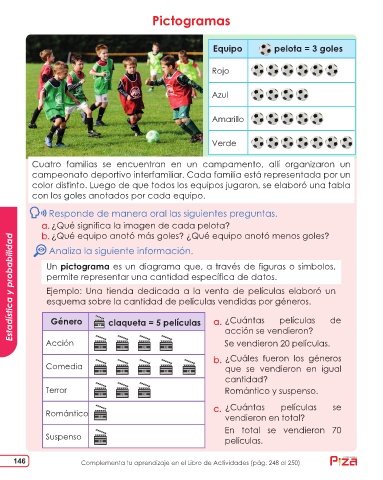 Pictogramas
Equipo
pelota = 3 goles
Rojo
Azul
Amarillo
Verde
Cuatro familias se encuentran en un campamento, allí organizaron un
campeonato deportivo interfamiliar. Cada familia está representada por un
color distinto. Luego de que todos los equipos jugaron, se elaboró una tabla
con los goles anotados por cada equipo.
Responde de manera oral las siguientes preguntas.
a. ¿Qué significa la imagen de cada pelota?
b. ¿Qué equipo anotó más goles? ¿Qué equipo anotó menos goles?
Analiza la siguiente información.
Un pictograma es un diagrama que, a través de figuras o símbolos,
permite representar una cantidad específica de datos.
Ejemplo: Una tienda dedicada a la venta de películas elaboró un
esquema sobre la cantidad de películas vendidas por géneros.
Género
claqueta = 5 películas
Acción
Comedia
Terror
Romántico
Suspenso
a. ¿Cuántas películas de
acción se vendieron?
Se vendieron 20 películas.
b. ¿Cuáles fueron los géneros
que se vendieron en igual
cantidad?
Romántico y suspenso.
c. ¿Cuántas películas se
vendieron en total?
En total se vendieron 70
películas.
Estadística y probabilidad
146
Complementa tu aprendizaje en el Libro de Actividades (pág. 248 al 250)